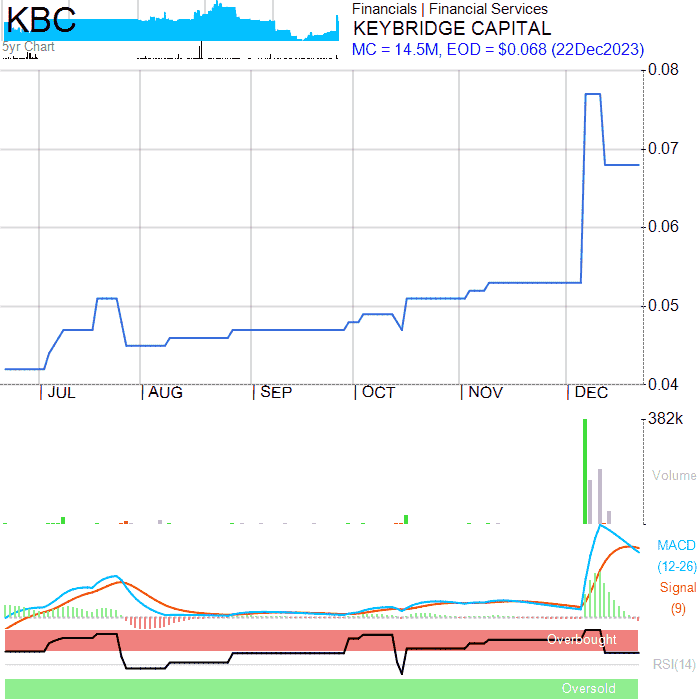 KBC
5yr Chart
Financials | Financial Services
KEYBRIDGE CAPITAL
MC = 14.5M, EOD = $0.068 (22Dec2023)
0.08
0.07
0.06
0.05
0.04
JUL AUG SEP OCT NOV DEC
382k
Volume
MACD
(12-26)
Signal
(9)
Overbought
RSI(14)
Oversold